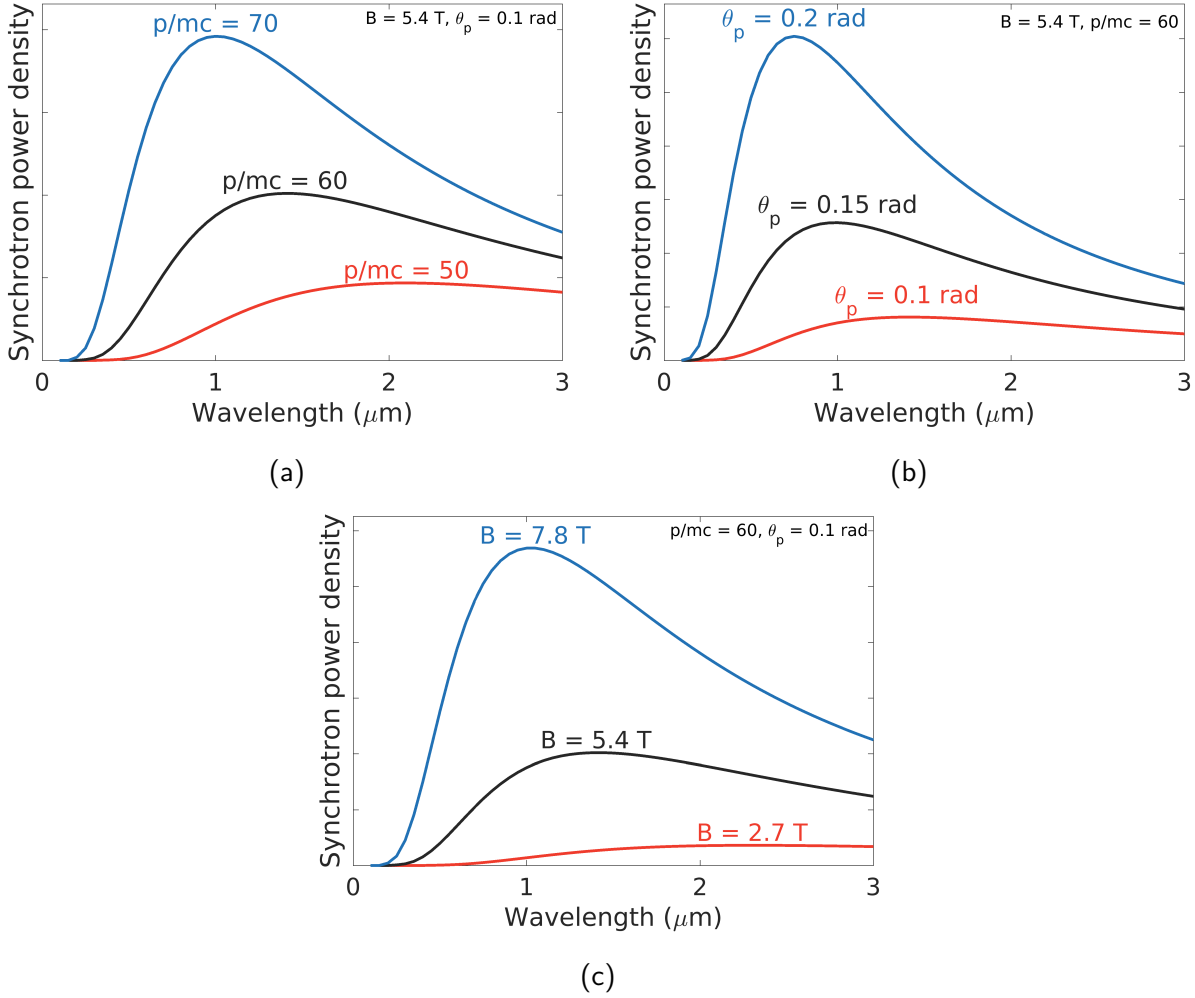 Synchrotron power density
p/mc = 70
B = 5.4 T, θp = 0.1 rad
p/mc = 60
p/mc = 50
0 1 2 3
Wavelength (μm)
(a)
Synchrotron power density
θp = 0.2 rad
B = 5.4 T, p/mc = 60
θp = 0.15 rad
θp = 0.1 rad
0 1 2 3
Wavelength (μm)
(b)
Synchrotron power density
B = 7.8 T
p/mc = 60, θp = 0.1 rad
B = 5.4 T
B = 2.7 T
0 1 2 3
Wavelength (μm)
(c)